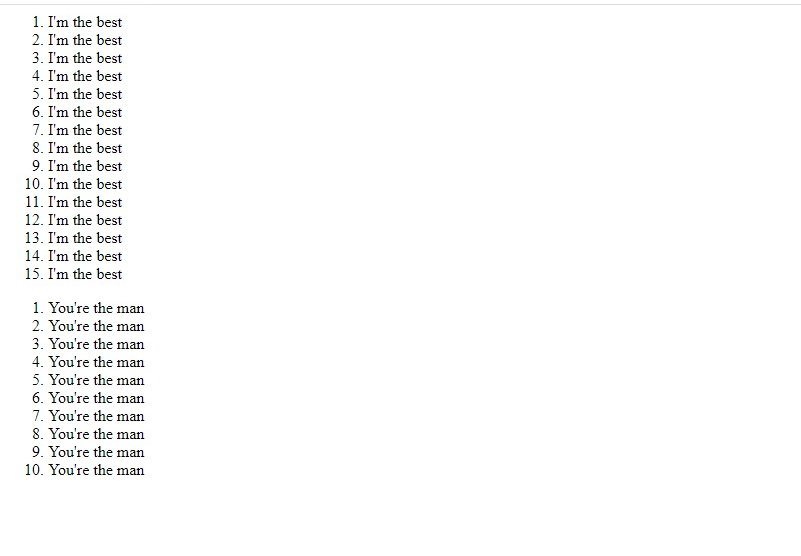 1. I'm the best
2. I'm the best
3. I'm the best
4. I'm the best
5. I'm the best
6. I'm the best
7. I'm the best
8. I'm the best
9. I'm the best
10. I'm the best
11. I'm the best
12. I'm the best
13. I'm the best
14. I'm the best
15. I'm the best
1. You're the man
2. You're the man
3. You're the man
4. You're the man
5. You're the man
6. You're the man
7. You're the man
8. You're the man
9. You're the man
10. You're the man